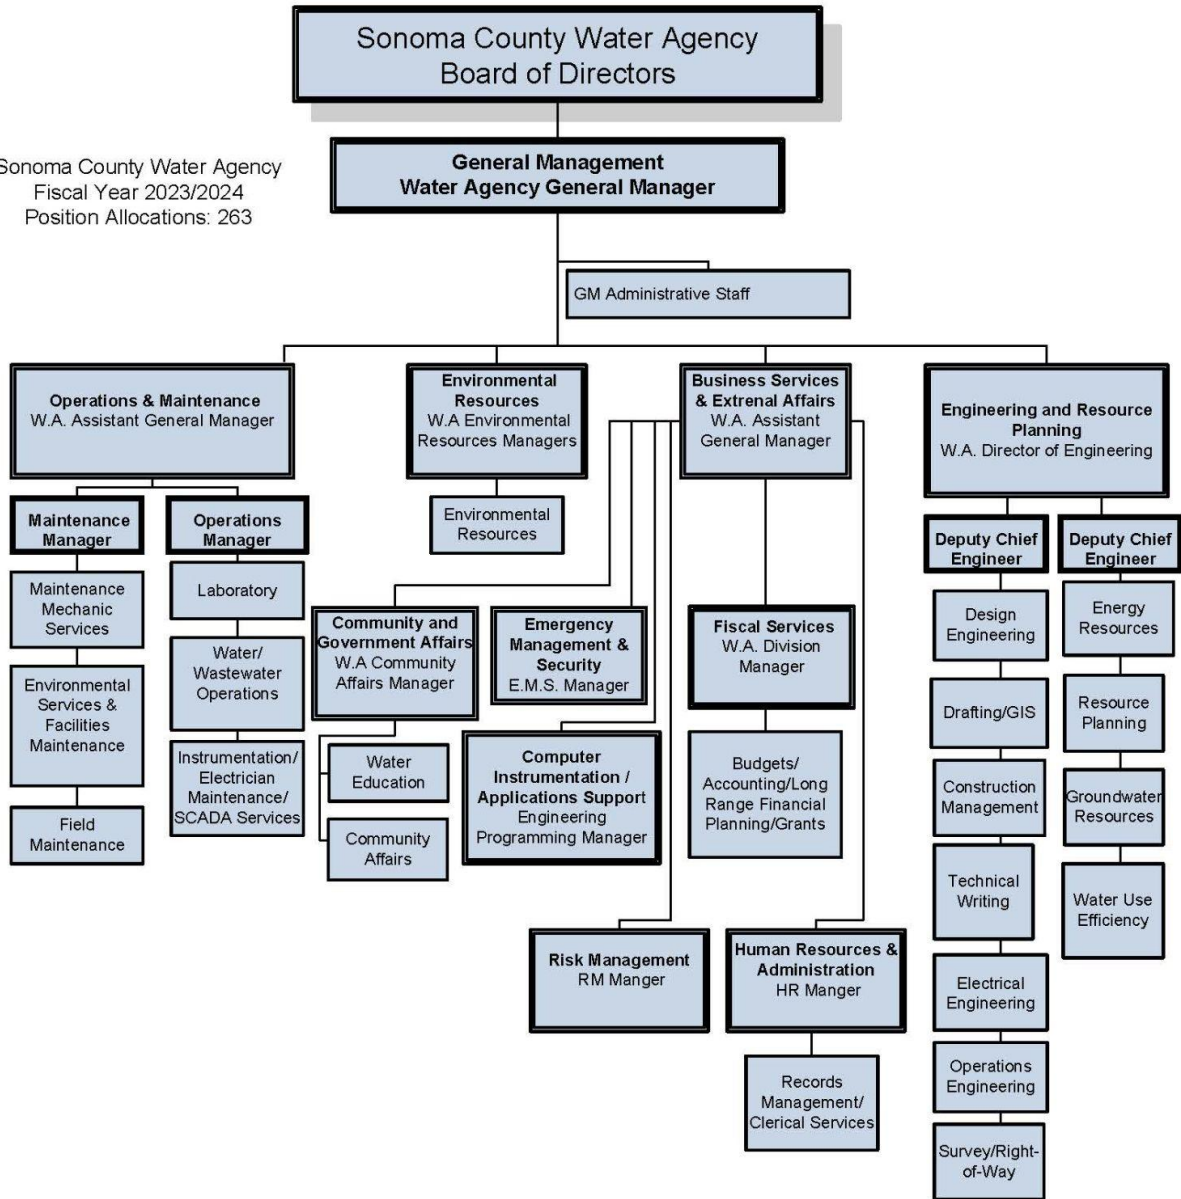 Sonoma County Water Agency
Board of Directors
Sonoma County Water Agency
Fiscal Year 2023/2024
Position Allocations: 263
General Management
Water Agency General Manager
GM Administrative Staff
Operations & Maintenance
W.A. Assistant General Manager
Environmental
Resources
W.A Environmental
Resources Managers
Business Services
& Extrenal Affairs
W.A. Assistant
General Manager
Engineering and Resource
Planning
W.A. Director of Engineering
Maintenance
Manager
Operations
Manager
Environmental
Resources
Deputy Chief
Engineer
Deputy Chief
Engineer
Maintenance
Mechanic
Services
Environmental
Services &
Facilities
Maintenance
Field
Maintenance
Laboratory
Water/
Wastewater
Operations
Instrumentation/
Electrician
Maintenance/
SCADA Services
Community and
Government Affairs
W.A Community
Affairs Manager
Water
Education
Community
Affairs
Emergency
Management &
Security
E.M.S. Manager
Computer
Instrumentation /
Applications Support
Engineering
Programming Manager
Fiscal Services
W.A. Division
Manager
Budgets/
Accounting/Long
Range Financial
Planning/Grants
Risk Management
RM Manger
Human Resources &
Administration
HR Manger
Records
Management/
Clerical Services
Design
Engineering
Drafting/GIS
Construction
Management
Technical
Writing
Electrical
Engineering
Operations
Engineering
Survey/Right-
of-Way
Energy
Resources
Resource
Planning
Groundwater
Resources
Water Use
Efficiency